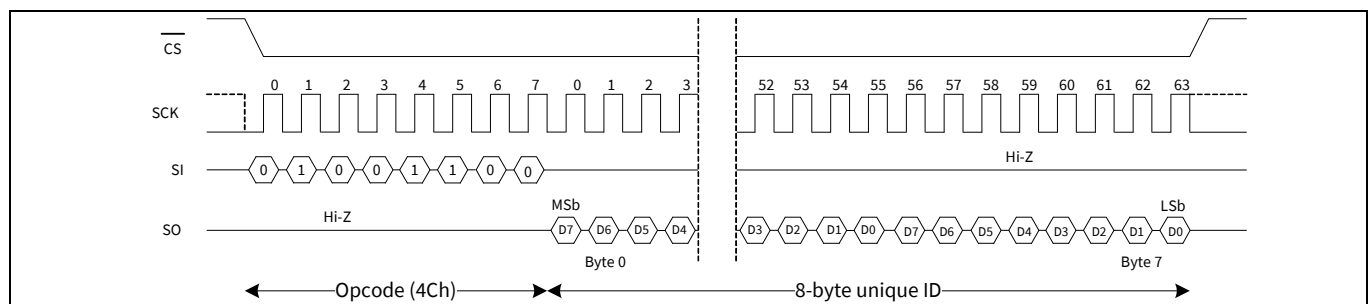 CS
0 1 2 3 4 5 6 7 0 1 2 3 52 53 54 55 56 57 58 59 60 61 62 63
SCK
Hi-Z
SI 0 1 0 0 1 1 0 0
MSb LSb
Hi-Z
SO D7 D6 D5 D4 D3 D2 D1 D0 D7 D6 D5 D4 D3 D2 D1 D0
Byte 0 Byte 7
Opcode (4Ch) 8-byte unique ID